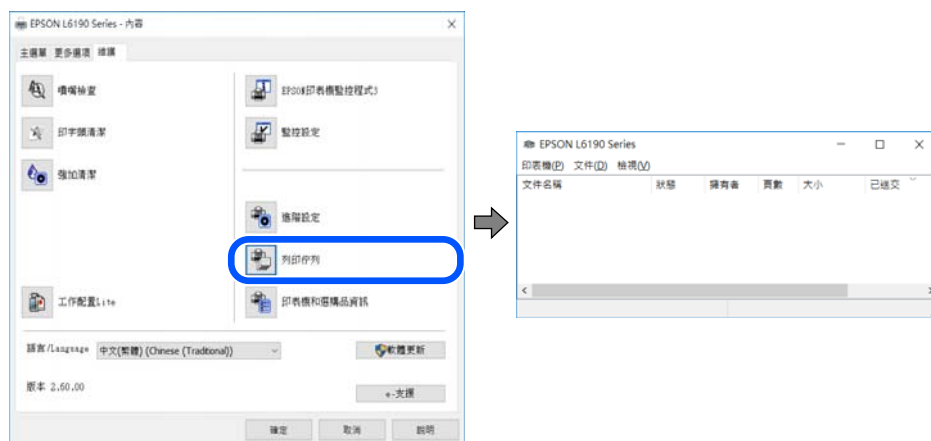 EPSON L6190 Series - 內容
主選單 更多選項 維護
噴嘴檢查
EPSON印表機監控程式3
印字頭清潔
監控設定
強力清潔
進階設定
列印佇列
工作配置Lite
印表機和選購品資訊
語言/Language 中文(繁體) (Chinese (Traditional))
軟體更新
版本 2.60.00
e-支援
確定 取消 說明
EPSON L6190 Series
印表機(P) 文件(D) 檢視(V)
文件名稱 狀態 擁有者 頁數 大小 已送交